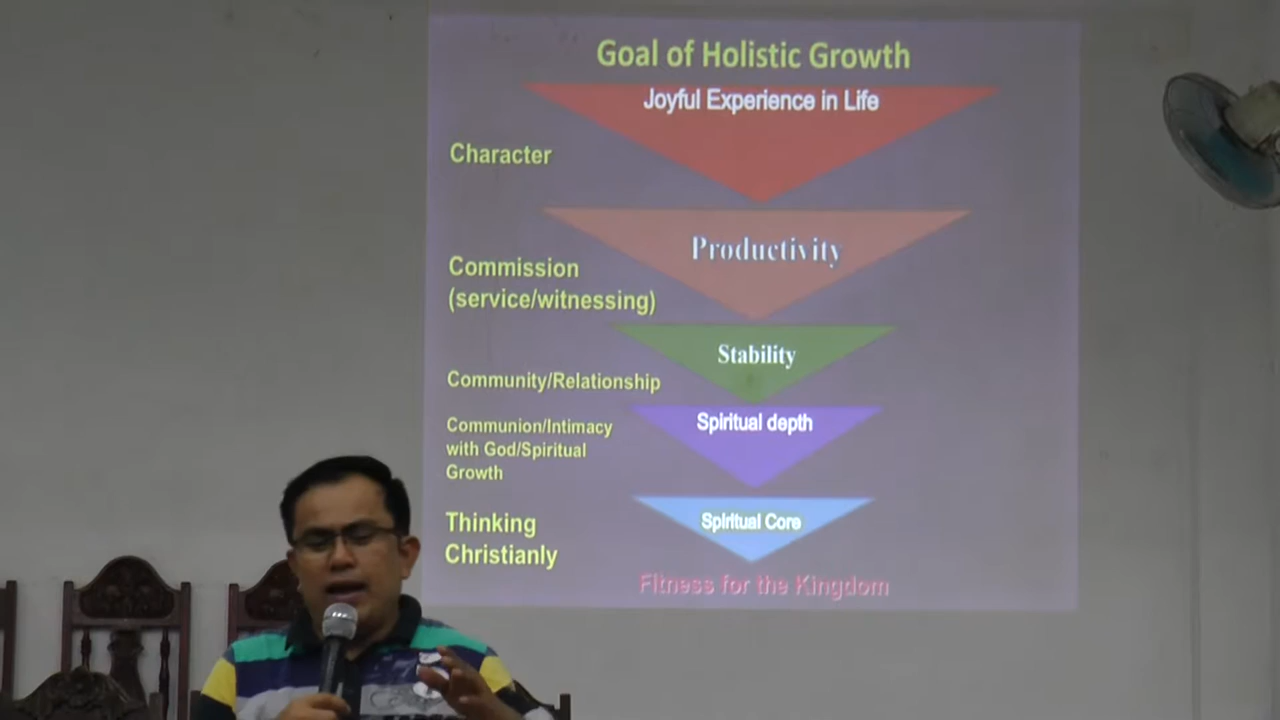 Goal of Holistic Growth
Joyful Experience in Life
Character
Productivity
Commission
(service/witnessing)
Stability
Community/Relationship
Spiritual depth
Communion/Intimacy
with God/Spiritual
Growth
Spiritual Core
Thinking
Christianly
Fitness for the Kingdom